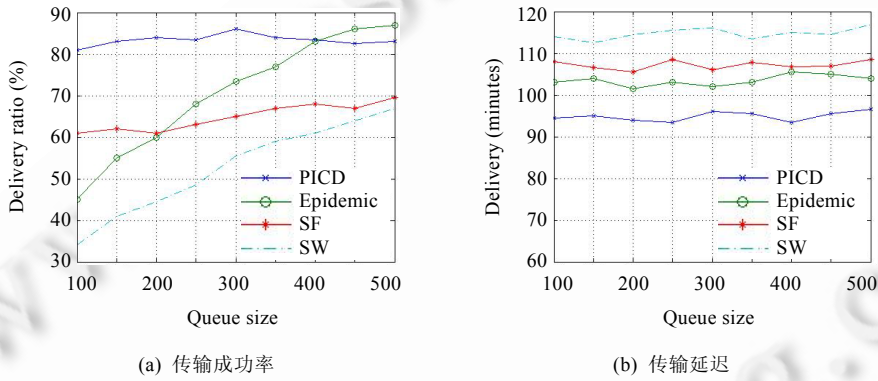 90
80
70
60
50
40
30
Delivery ratio (%)
PICD
Epidemic
SF
SW
100 200 300 400 500
Queue size
(a) 传输成功率
120
110
100
90
80
70
60
Delivery (minutes)
PICD
Epidemic
SF
SW
100 200 300 400 500
Queue size
(b) 传输延迟